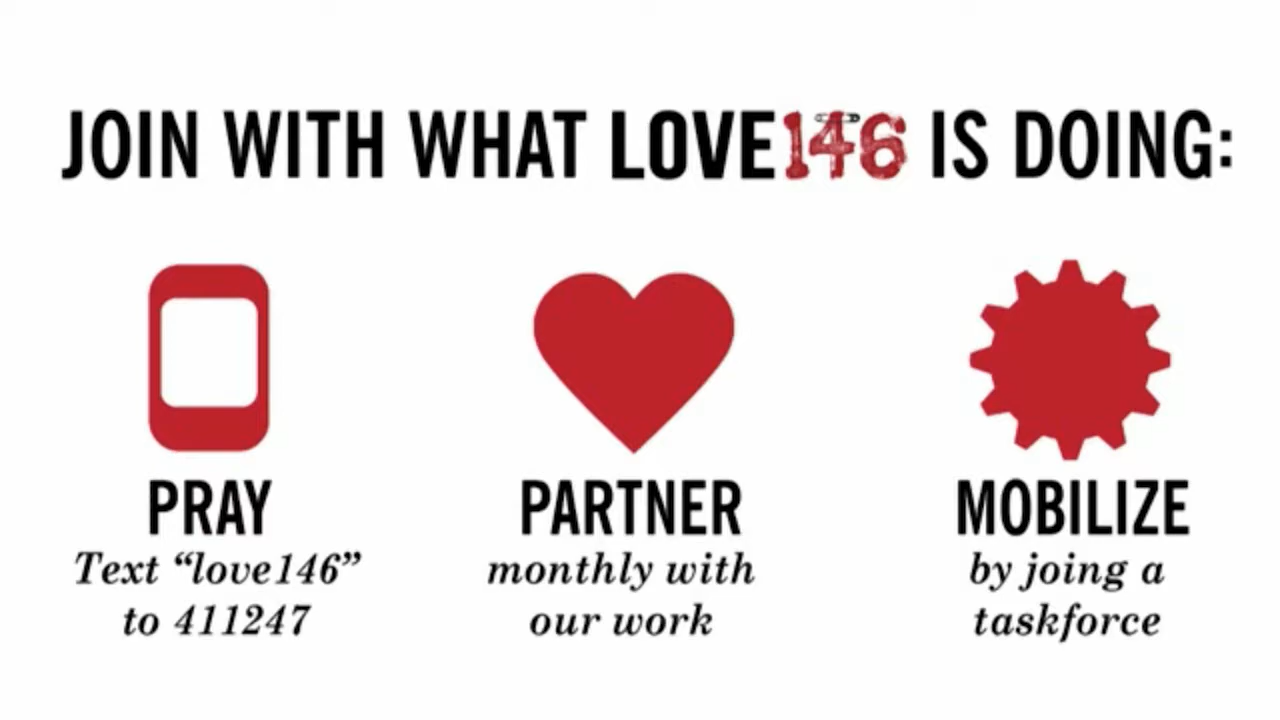 JOIN WITH WHAT LOVE146 IS DOING:
PRAY
Text “love146”
to 411247
PARTNER
monthly with
our work
MOBILIZE
by joing a
taskforce